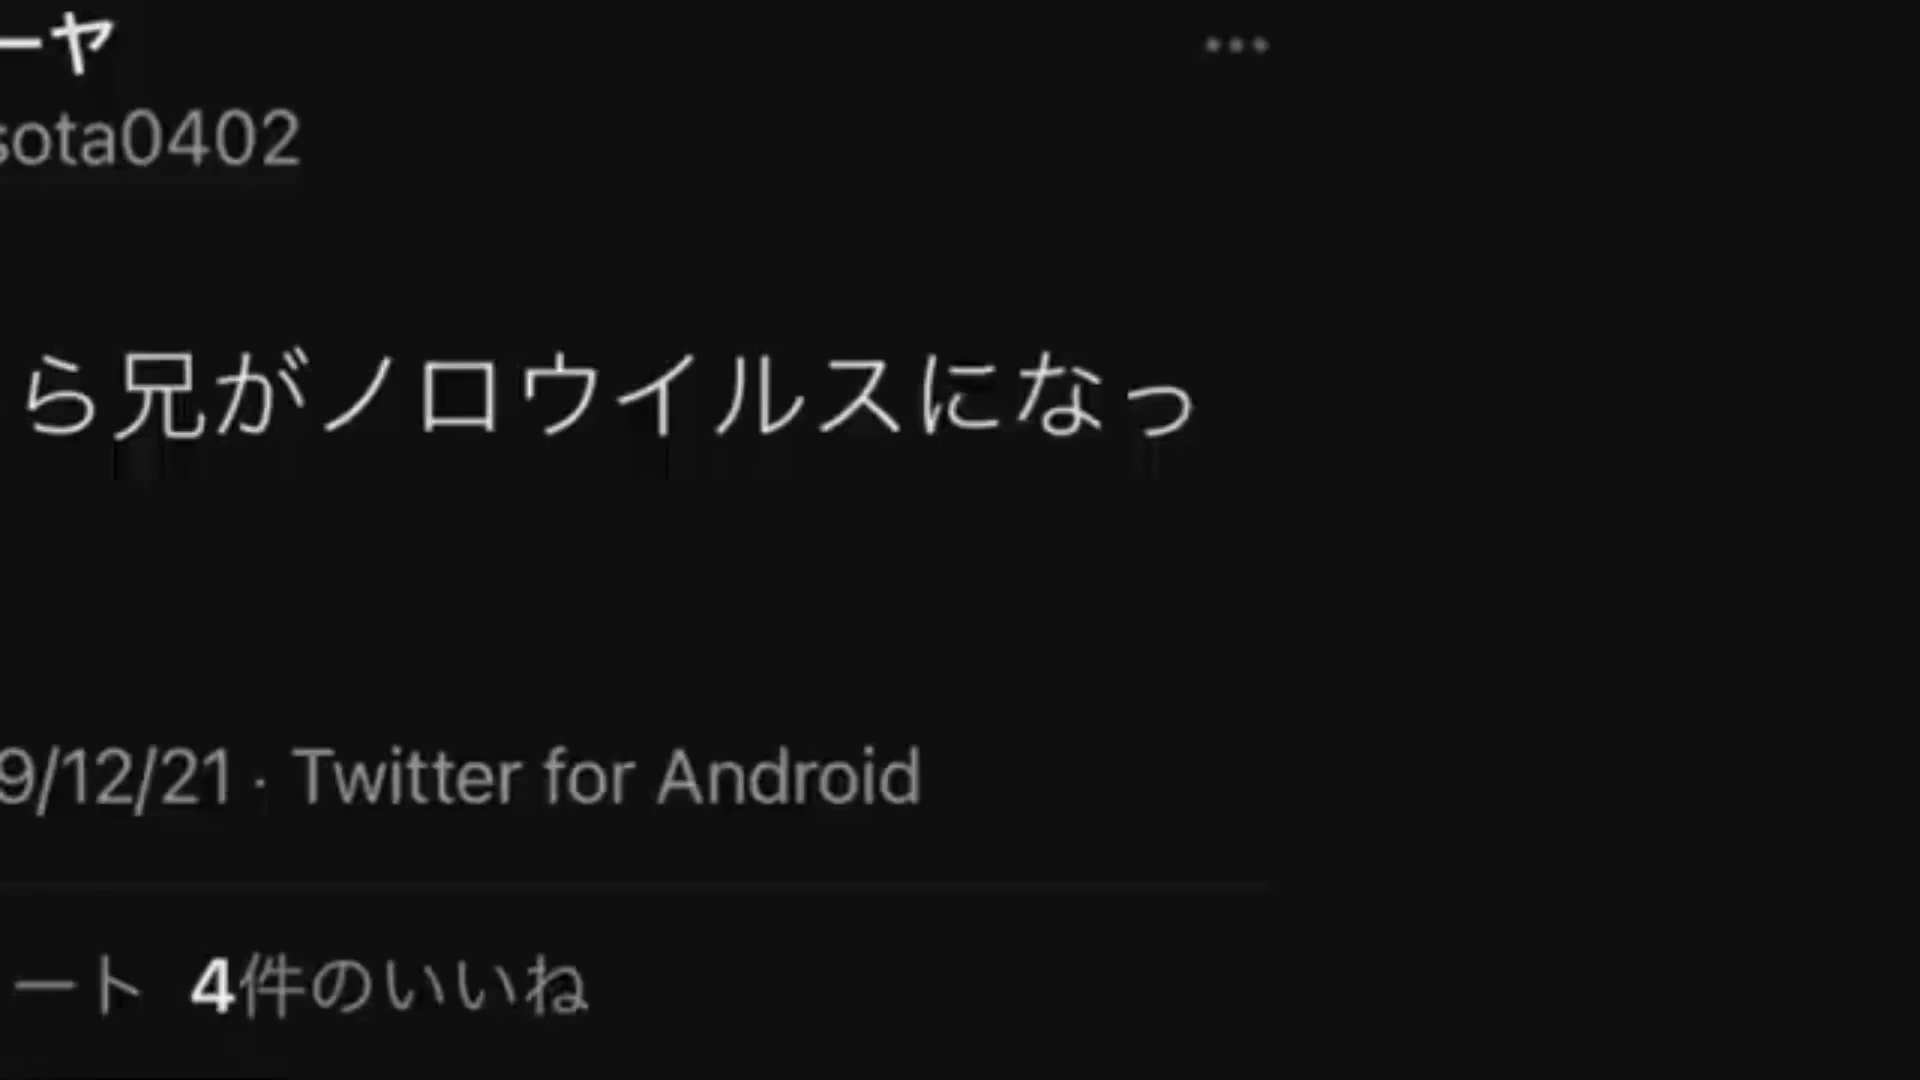 ーヤ
sota0402
ら兄がノロウイルスになっ
9/12/21 · Twitter for Android
ート 4件のいいね